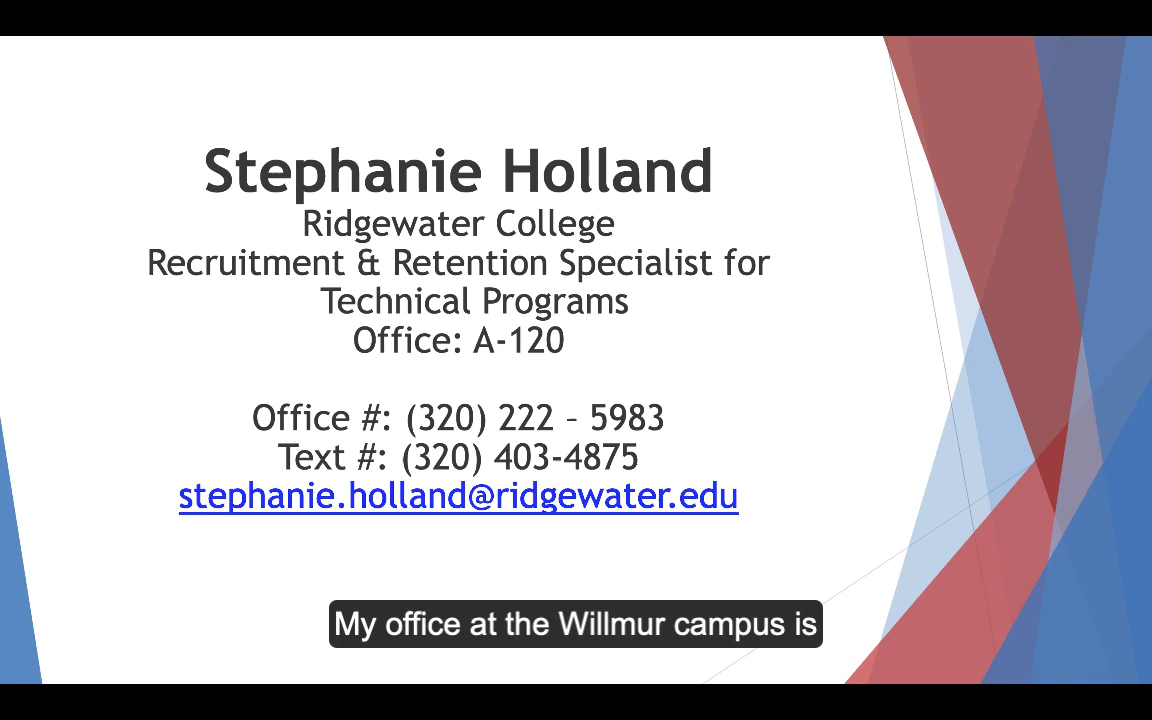 Stephanie Holland
Ridgewater College
Recruitment & Retention Specialist for
Technical Programs
Office: A-120
Office #: (320) 222 – 5983
Text #: (320) 403-4875
stephanie.holland@ridgewater.edu
My office at the Willmur campus is